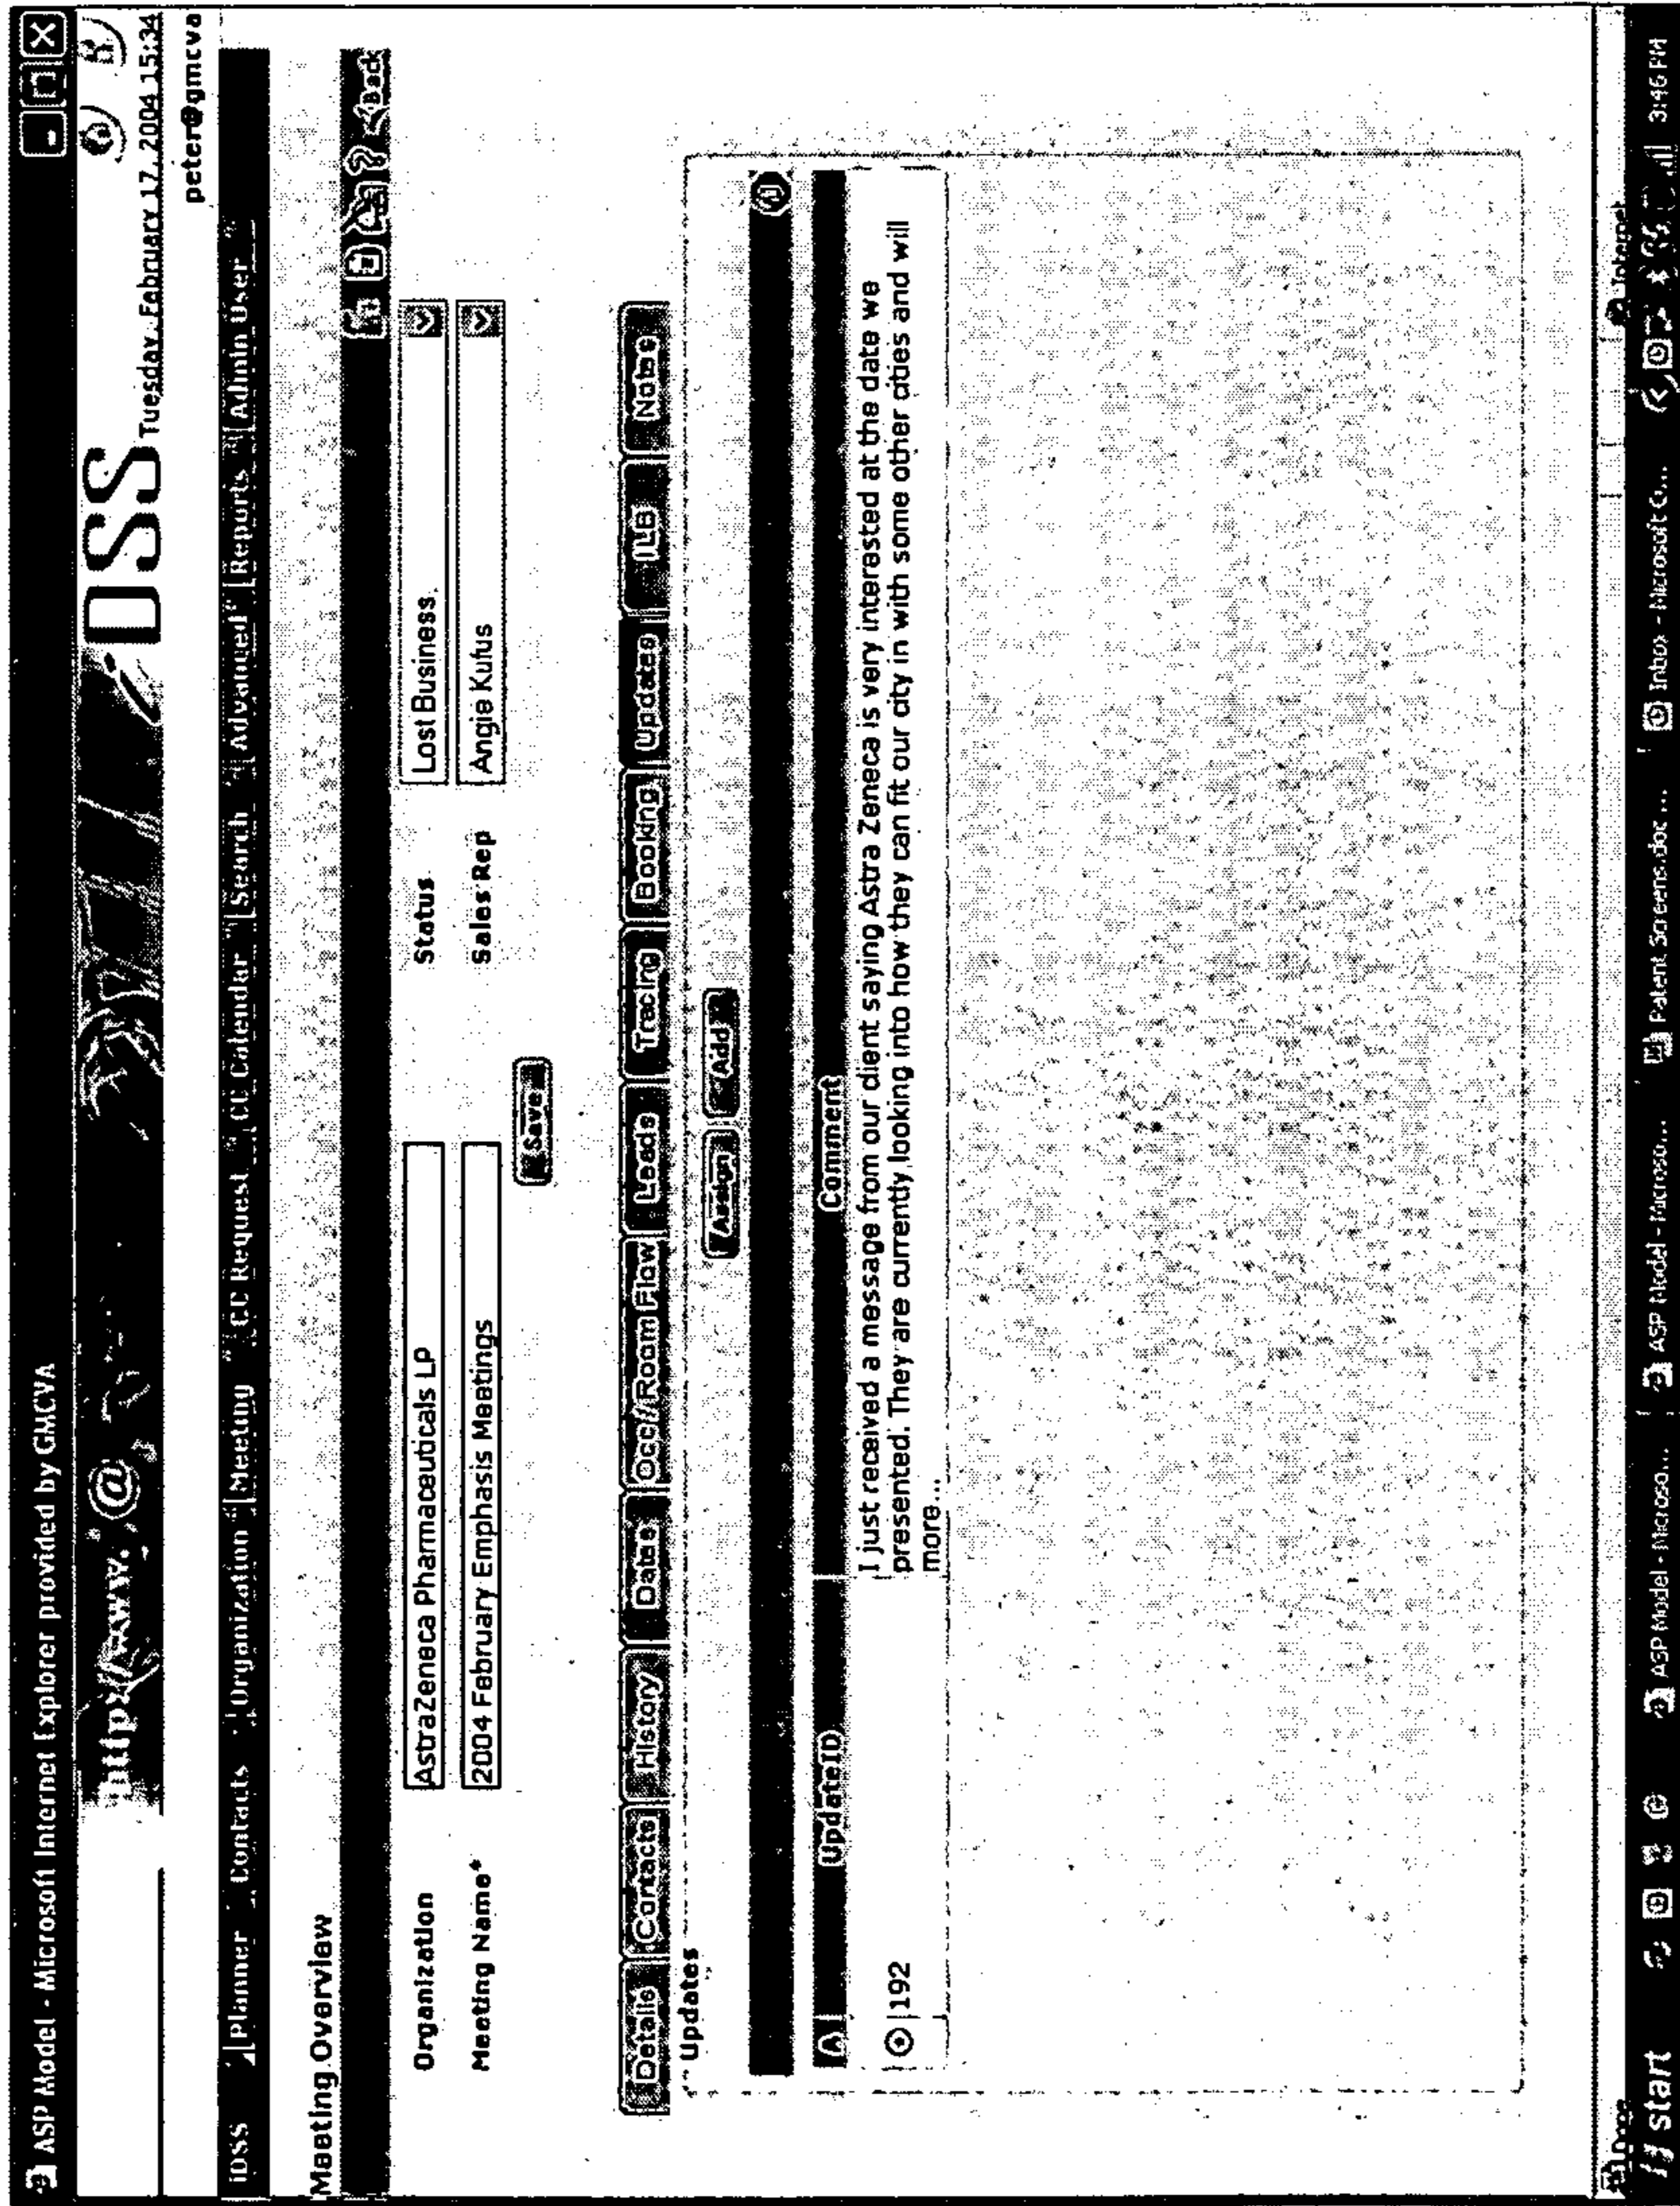 ASP Model - Microsoft Internet Explorer provided by GMCVA
http://www. @
iDSS
Tuesday, February 17, 2004 15:34
peter@gmcva
iDSS Planner Contacts Organization Meeting CC Request CC Calendar Search Advanced Reports Admin User
Meeting Overview
? <Back
Organization AstraZeneca Pharmaceuticals LP Status Lost Business
Meeting Name* 2004 February Emphasis Meetings Sales Rep Angie Kufus
Save
Details Contacts History Dates Occ/Room Flow Leads Tracing Booking Updates ILB Notes
Updates
Assign Add
UpdateID Comment
192 I just received a message from our client saying Astra Zeneca is very interested at the date we
presented. They are currently looking into how they can fit our city in with some other cities and will
more...
Done Internet
start ASP Model - Microso... ASP Model - Microso... Patent Screens.doc ... Inbox - Microsoft O... 3:46 PM